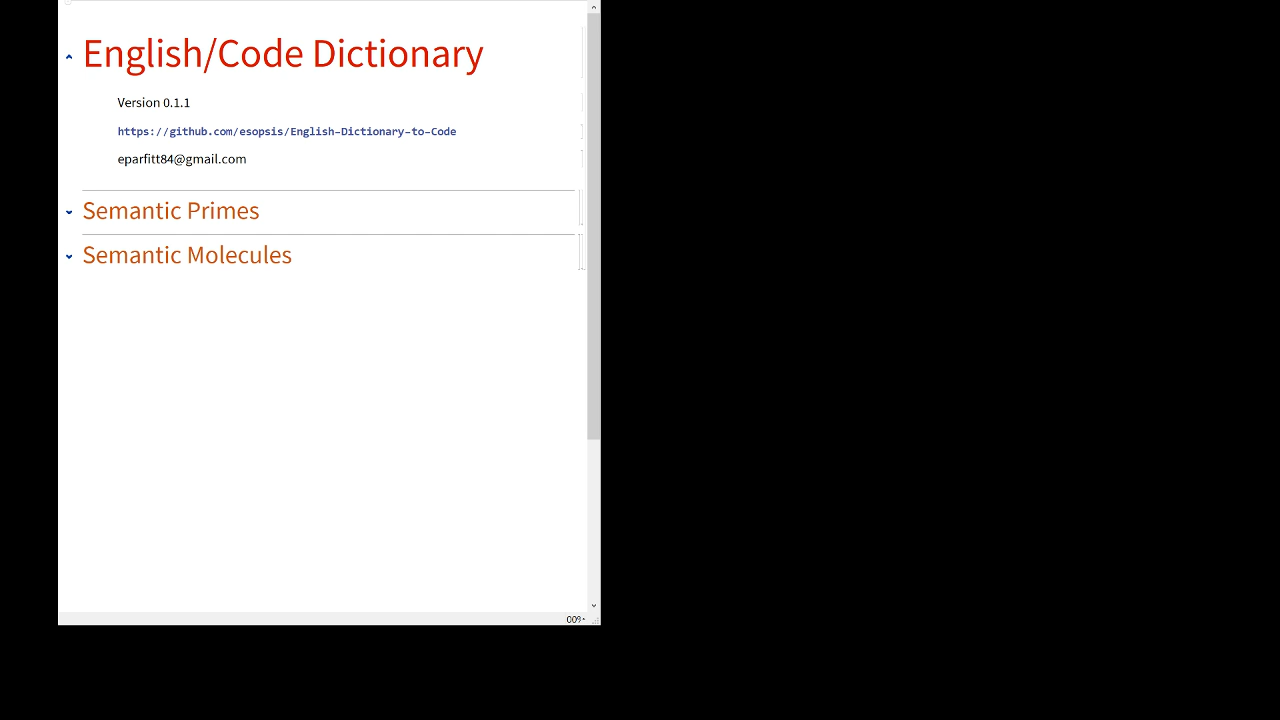 English/Code Dictionary
Version 0.1.1
https://github.com/esopsis/English-Dictionary-to-Code
eparfitt84@gmail.com
Semantic Primes
Semantic Molecules